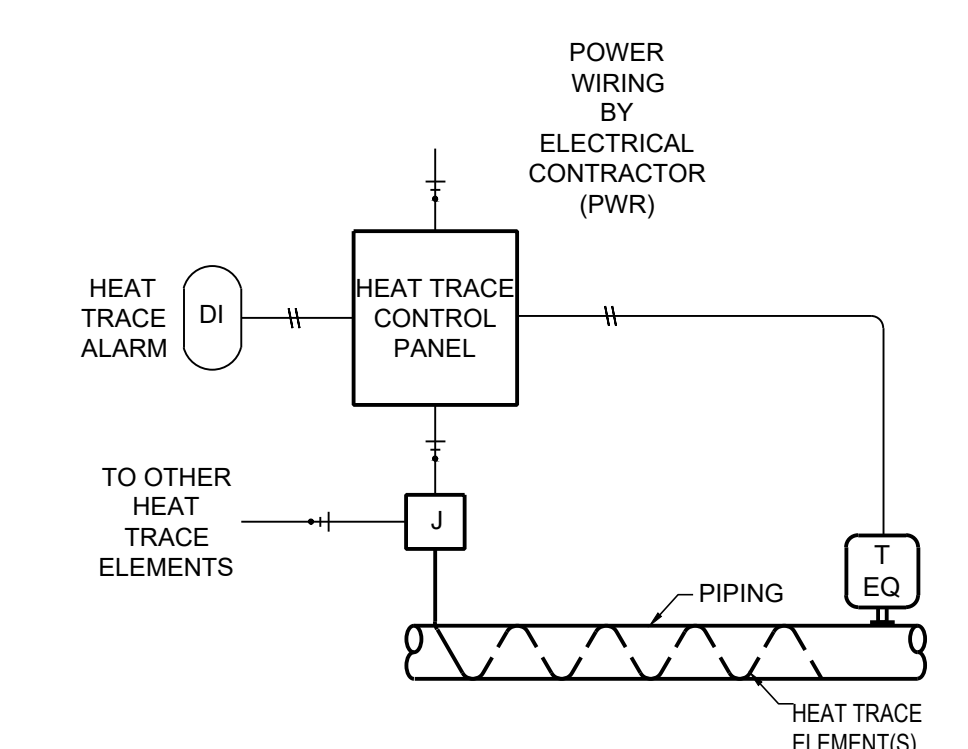 POWER
WIRING
BY
ELECTRICAL
CONTRACTOR
(PWR)
HEAT
TRACE
ALARM
DI
HEAT TRACE
CONTROL
PANEL
TO OTHER
HEAT
TRACE
ELEMENTS
J
T
EQ
PIPING
HEAT TRACE
ELEMENT(S)